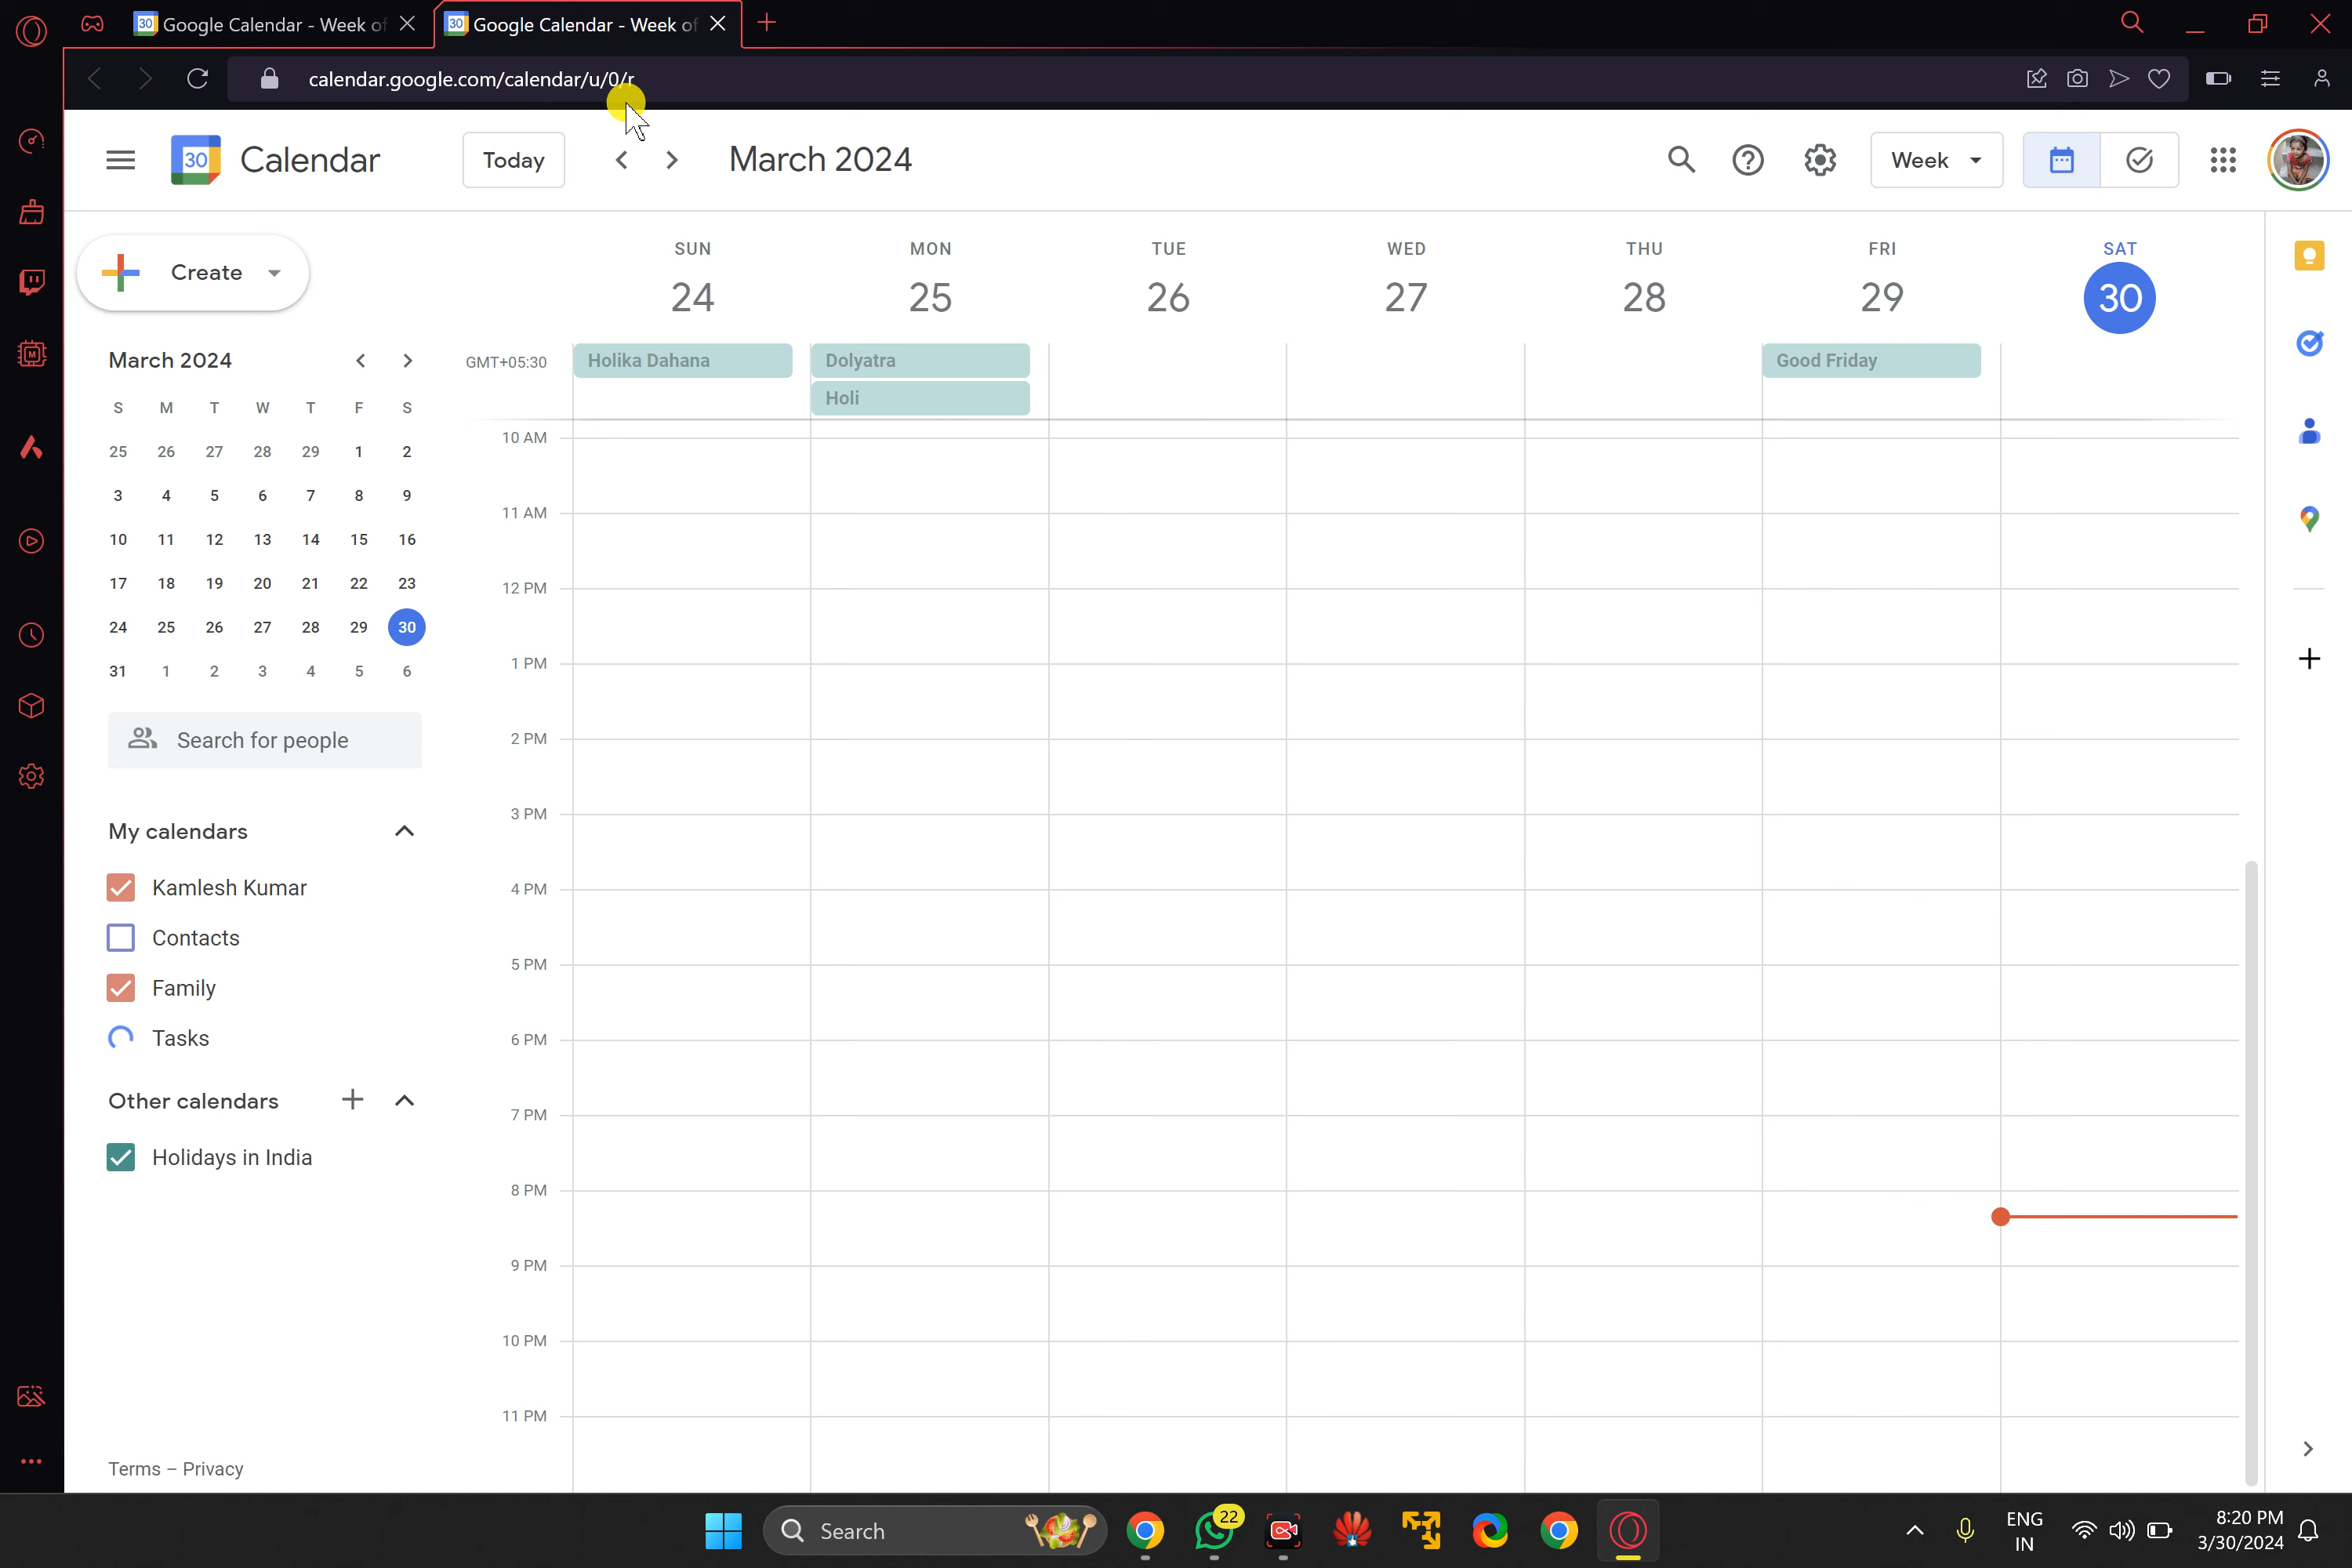 Google Calendar - Week of
Google Calendar - Week of
calendar.google.com/calendar/u/0/r
30 Calendar
Today
March 2024
Week
Create
SUN MON TUE WED THU FRI SAT
24 25 26 27 28 29 30
GMT+05:30
Holika Dahana
Dolyatra
Holi
Good Friday
March 2024
S M T W T F S
25 26 27 28 29 1 2
3 4 5 6 7 8 9
10 11 12 13 14 15 16
17 18 19 20 21 22 23
24 25 26 27 28 29 30
31 1 2 3 4 5 6
Search for people
My calendars
Kamlesh Kumar
Contacts
Family
Tasks
Other calendars
Holidays in India
Terms – Privacy
10 AM
11 AM
12 PM
1 PM
2 PM
3 PM
4 PM
5 PM
6 PM
7 PM
8 PM
9 PM
10 PM
11 PM
Search
22
ENG
IN
8:20 PM
3/30/2024